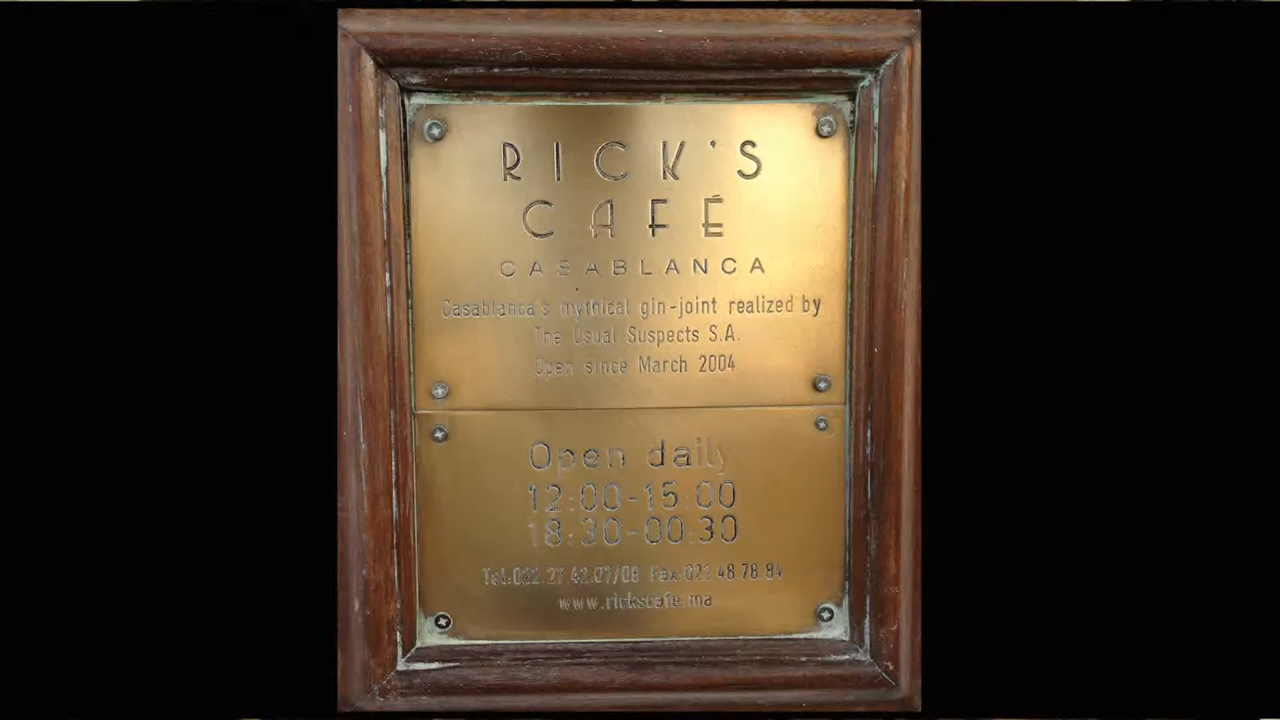 RICK'S
CAFÉ
CASABLANCA
Casablanca's mythical gin-joint realized by
The Usual Suspects S.A.
Open since March 2004
Open daily
12:00-15:00
18:30-00:30
Tel:022.27.42.07/08 Fax:022.48.78.84
www.rickscafe.ma